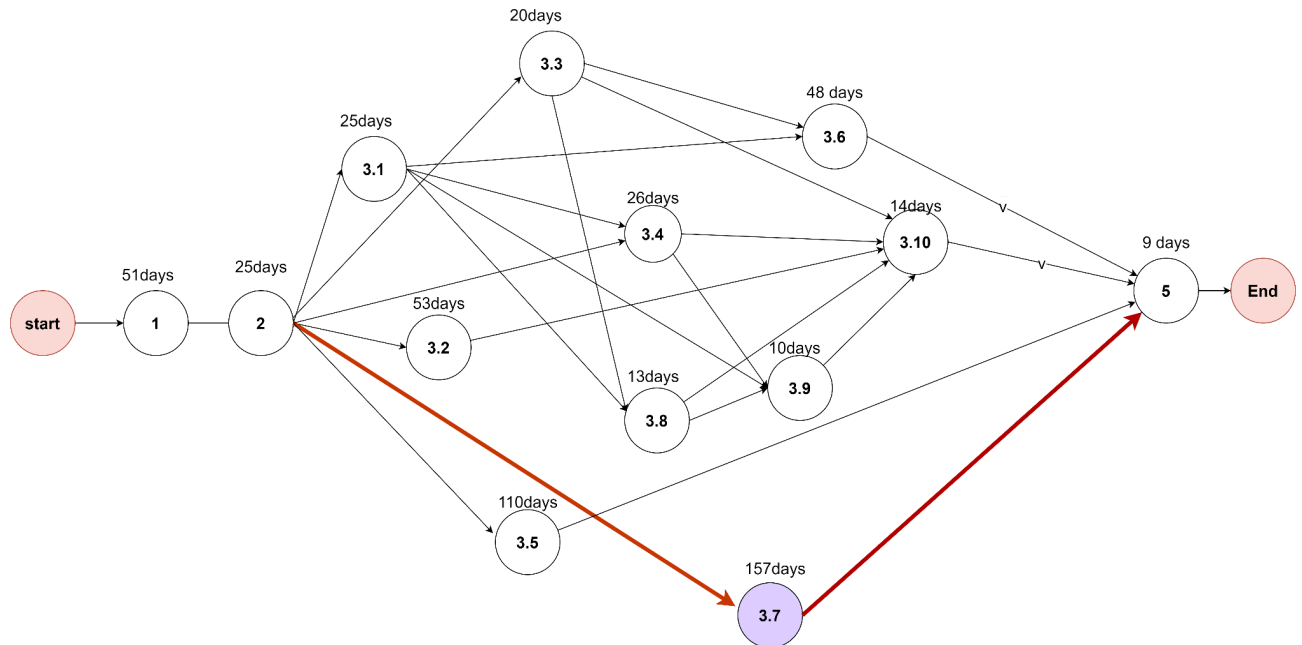 20days
3.3
48 days
3.6
25days
3.1
26days
3.4
14days
3.10
v
v
9 days
5
End
51days
1
25days
2
start
53days
3.2
10days
3.9
13days
3.8
110days
3.5
157days
3.7